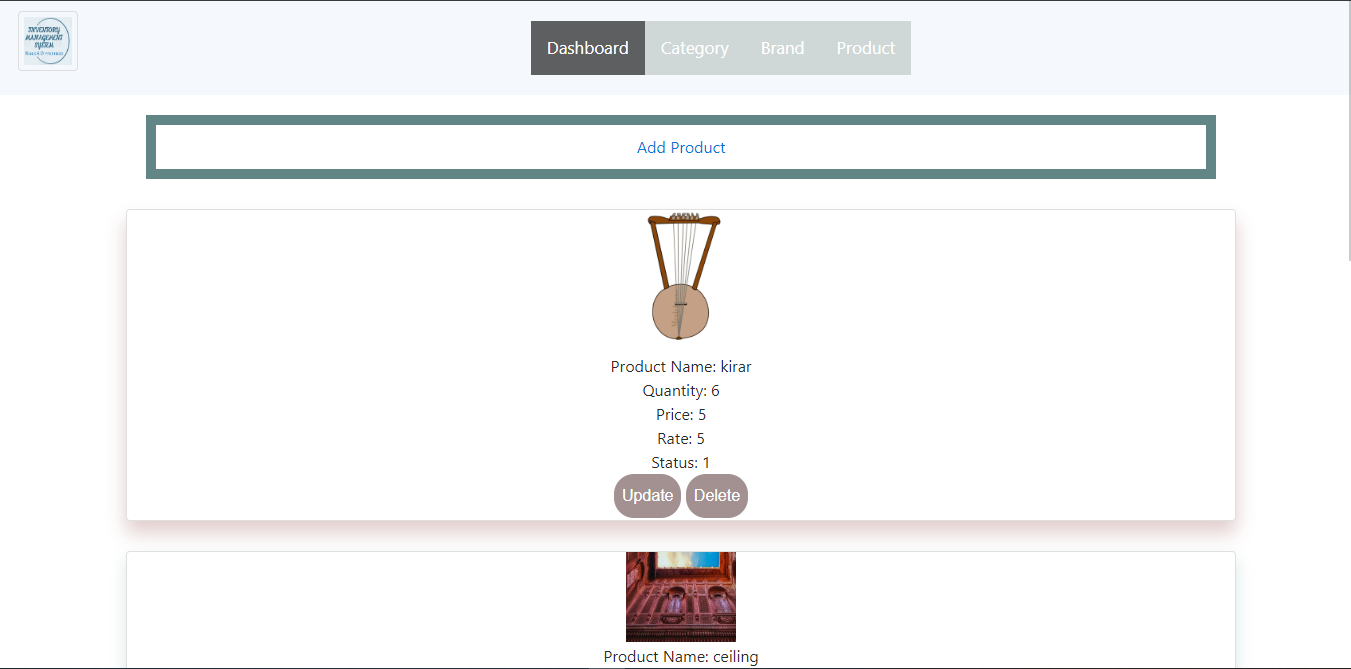 INVENTORY
MANAGEMENT
SYSTEM
Dashboard Category Brand Product
Add Product
Product Name: kirar
Quantity: 6
Price: 5
Rate: 5
Status: 1
Update Delete
Product Name: ceiling